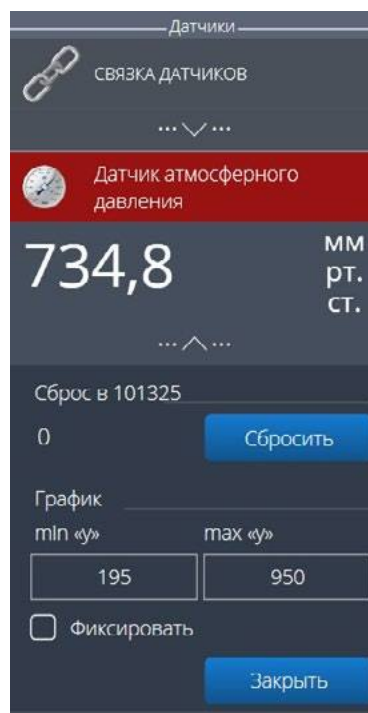 Датчики
СВЯЗКА ДАТЧИКОВ
Датчик атмосферного
давления
734,8
мм
рт.
ст.
Сброс в 101325
0
Сбросить
График
min «у»
max «у»
195
950
Фиксировать
Закрыть